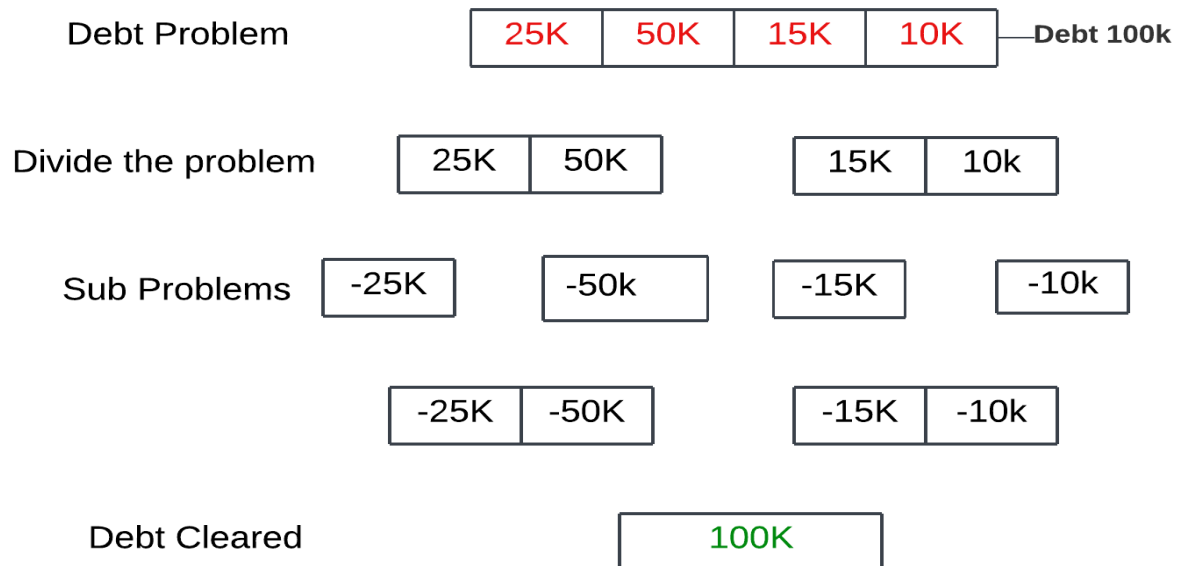 Debt Problem 25K 50K 15K 10K Debt 100k
Divide the problem 25K 50K 15K 10k
Sub Problems -25K -50k -15K -10k
-25K -50K -15K -10k
Debt Cleared 100K